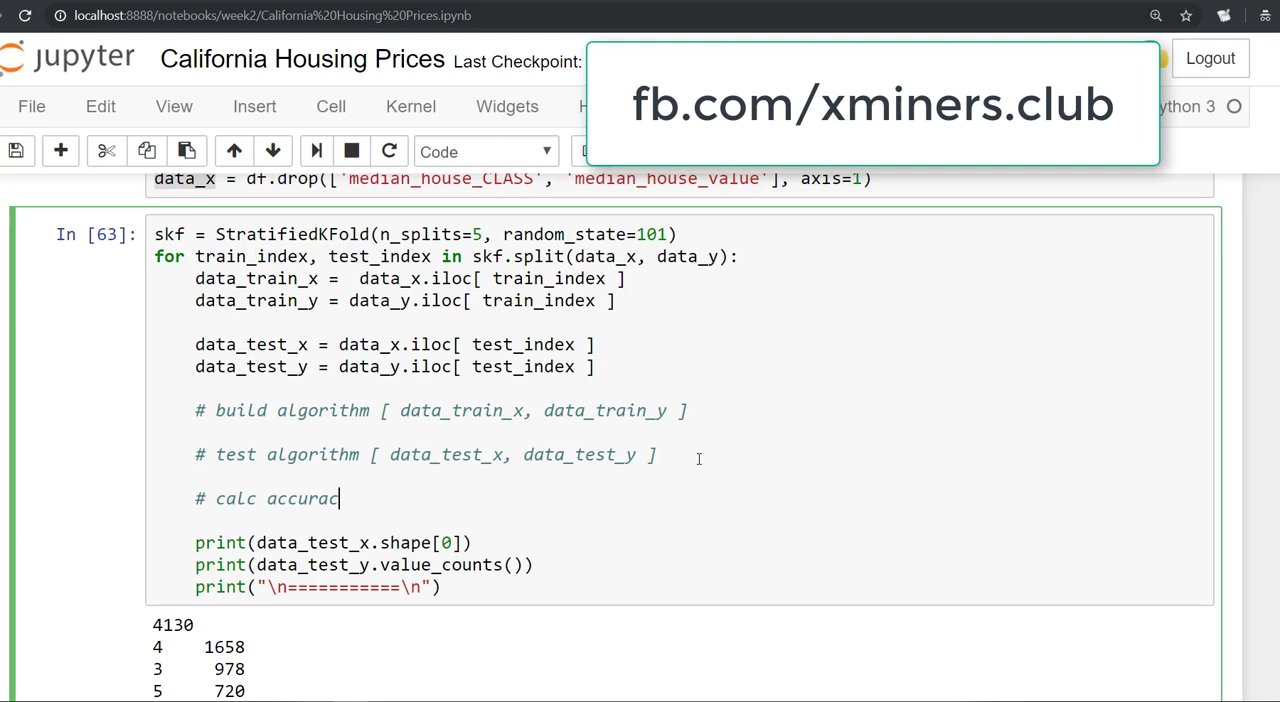 localhost:8888/notebooks/week2/California%20Housing%20Prices.ipynb
jupyter California Housing Prices Last Checkpoint:
Logout
fb.com/xminers.club
File Edit View Insert Cell Kernel Widgets
Code
data_x = df.drop(['median_house_CLASS', 'median_house_value'], axis=1)
In [63]:
skf = StratifiedKFold(n_splits=5, random_state=101)
for train_index, test_index in skf.split(data_x, data_y):
data_train_x = data_x.iloc[ train_index ]
data_train_y = data_y.iloc[ train_index ]
data_test_x = data_x.iloc[ test_index ]
data_test_y = data_y.iloc[ test_index ]
# build algorithm [ data_train_x, data_train_y ]
# test algorithm [ data_test_x, data_test_y ]
# calc accurac
print(data_test_x.shape[0])
print(data_test_y.value_counts())
print("\n===========\n")
4130
4 1658
3 978
5 720